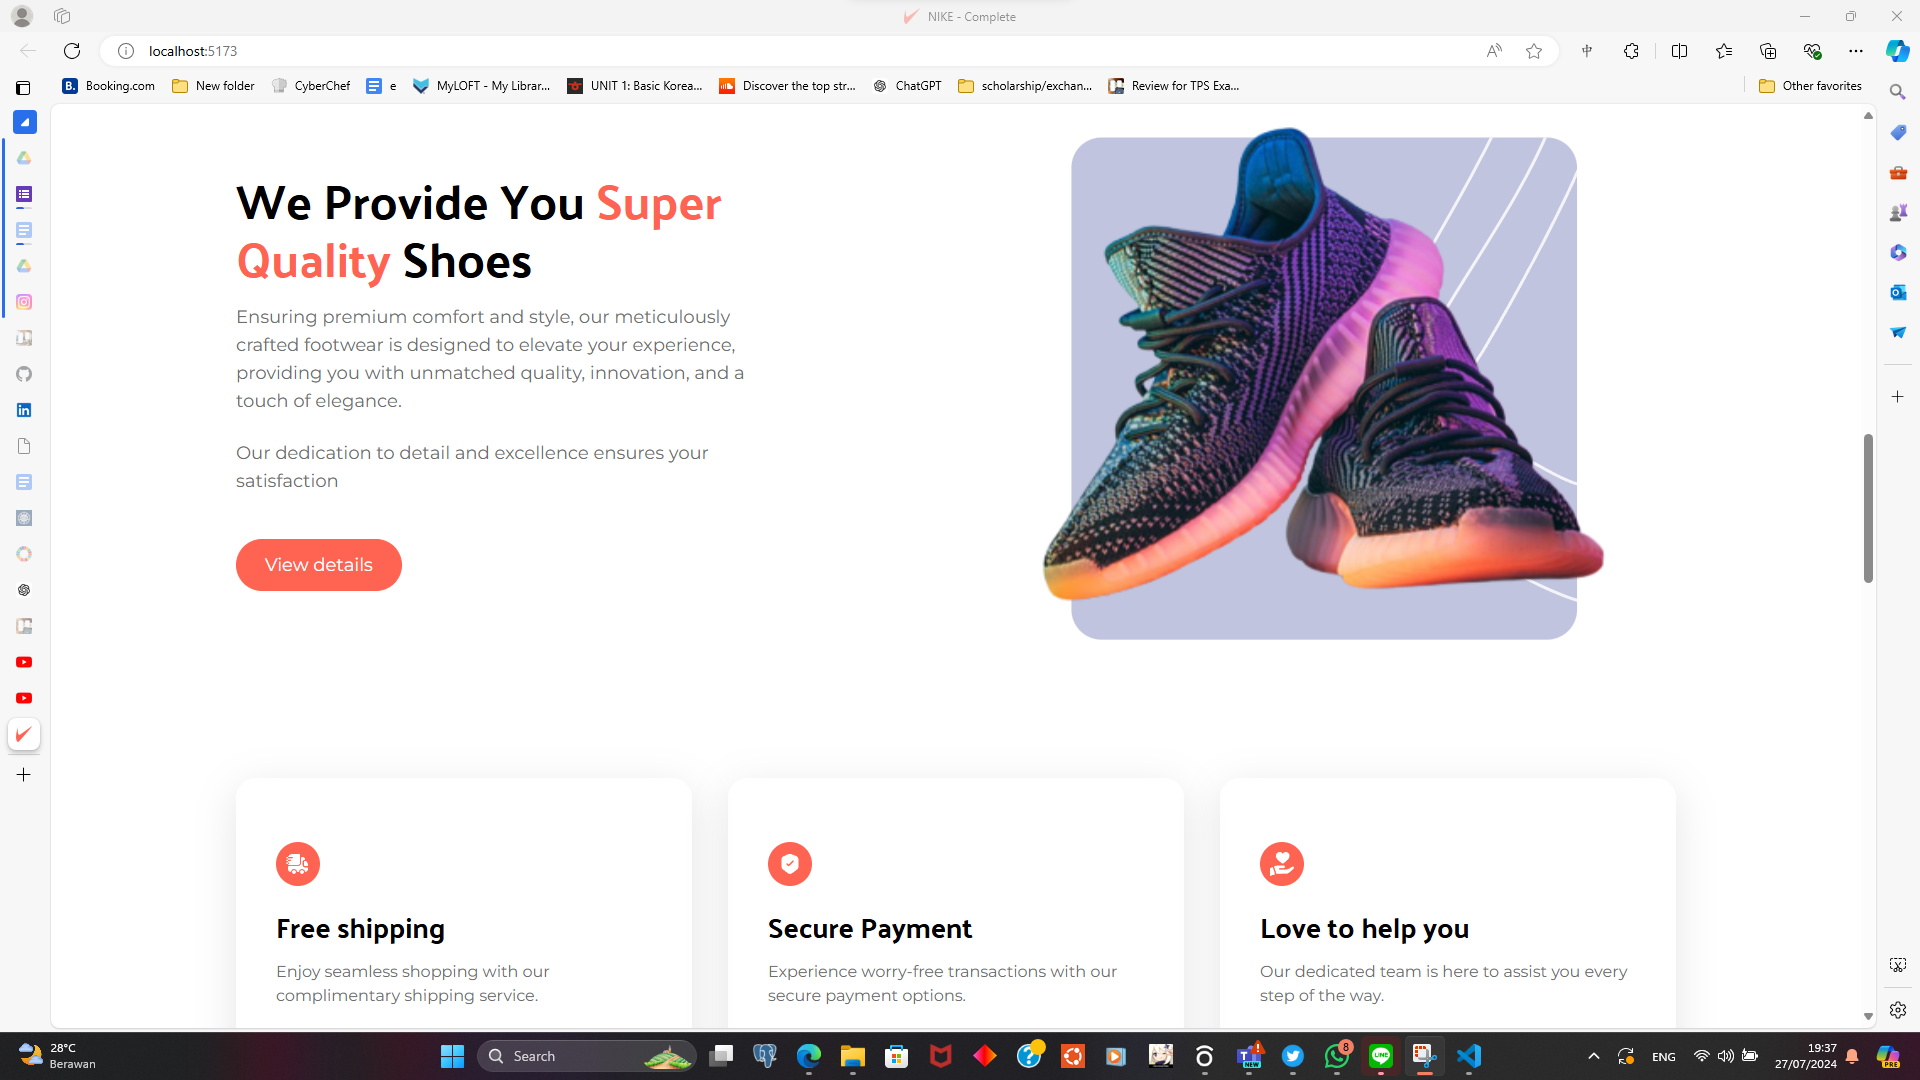 NIKE - Complete
localhost:5173
Booking.com
New folder
CyberChef
e
MyLOFT - My Librar...
UNIT 1: Basic Korea...
Discover the top str...
ChatGPT
scholarship/exchan...
Review for TPS Exa...
Other favorites
We Provide You Super
Quality Shoes
Ensuring premium comfort and style, our meticulously
crafted footwear is designed to elevate your experience,
providing you with unmatched quality, innovation, and a
touch of elegance.
Our dedication to detail and excellence ensures your
satisfaction
View details
Free shipping
Enjoy seamless shopping with our
complimentary shipping service.
Secure Payment
Experience worry-free transactions with our
secure payment options.
Love to help you
Our dedicated team is here to assist you every
step of the way.
28°C
Berawan
Search
NEW
8
LINE
ENG
19:37
27/07/2024
PRE